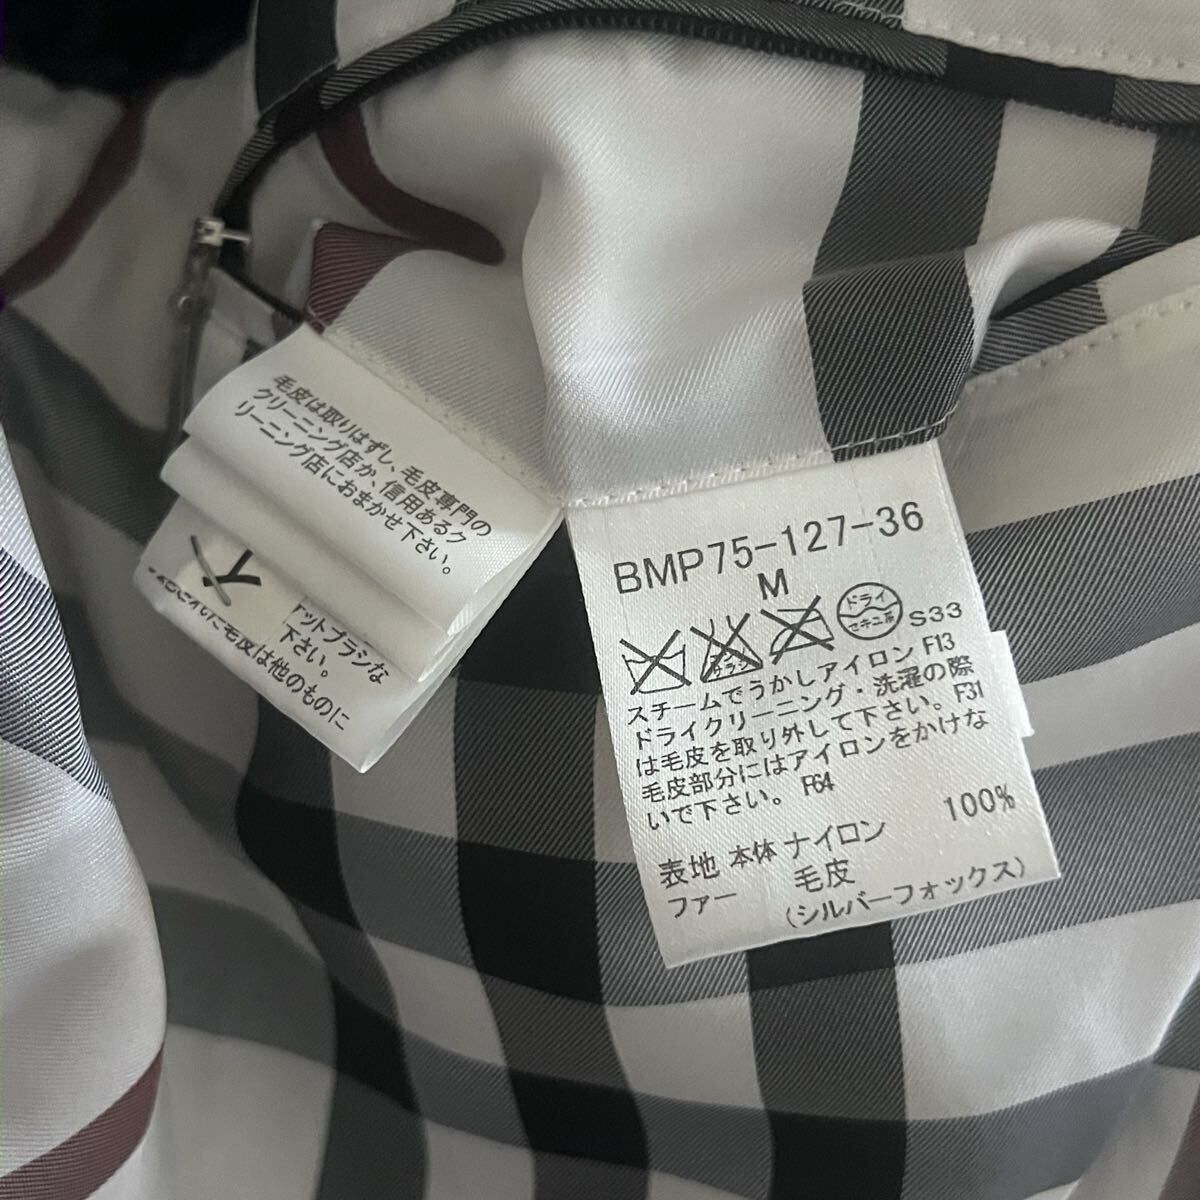 毛皮は取りはずし、毛皮専門の
クリーニング店か、信用あるク
リーニング店におまかせ下さい。
イ
ットブラシな
下さい。
毛皮は他のものに
BMP75-127-36
M
ドライ
セキユ系
S33
スチームでうかしアイロン F13
ドライクリーニング・洗濯の際
は毛皮を取り外して下さい。F31
毛皮部分にはアイロンをかけな
いで下さい。 F64
表地 本体 ナイロン 100%
ファー 毛皮
(シルバーフォックス)